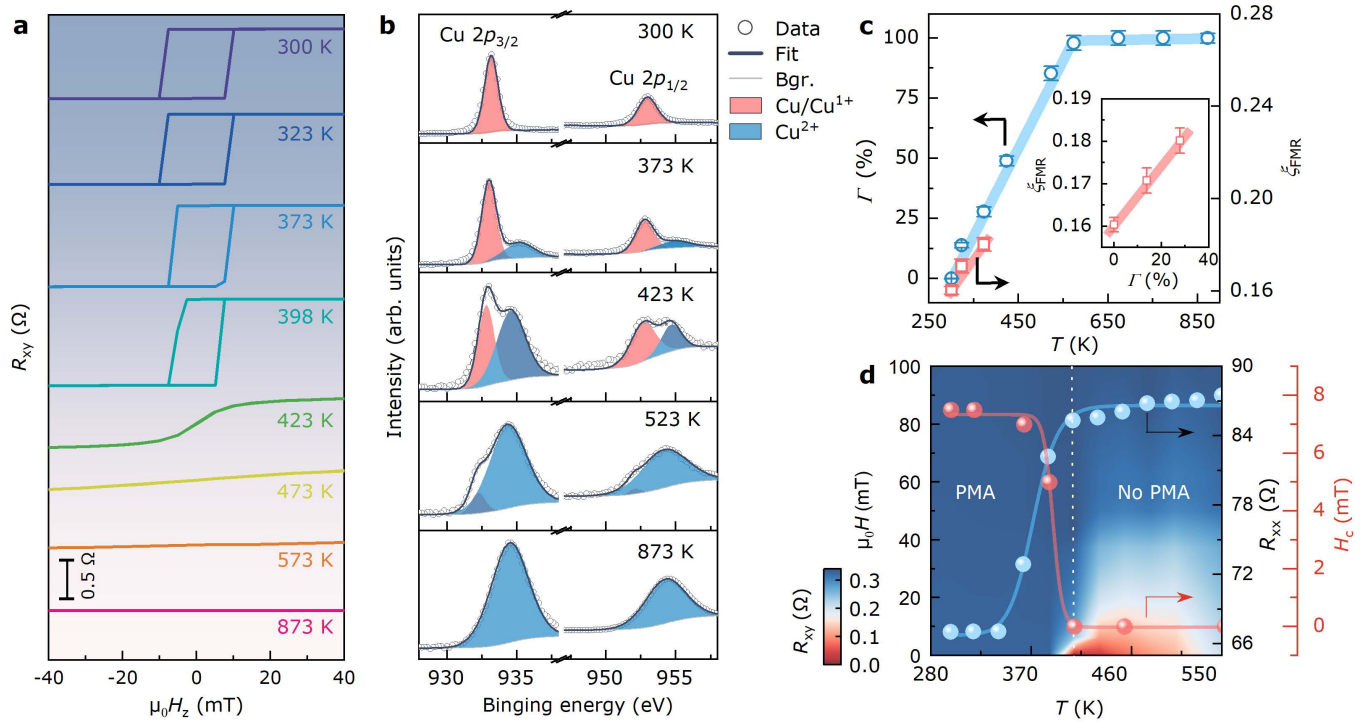 a
300 K
323 K
373 K
398 K
423 K
473 K
573 K
873 K
0.5 Ω
R_xy (Ω)
-40 -20 0 20 40
μ₀H_z (mT)
b
Cu 2p₃/₂
Cu 2p₁/₂
300 K
373 K
423 K
523 K
873 K
Intensity (arb. units)
930 935 950 955
Binging energy (eV)
Data
Fit
Bgr.
Cu/Cu¹⁺
Cu²⁺
c
100
75
50
25
0
Γ (%)
0.28
0.24
0.20
0.16
ξ_FMR
250 450 650 850
T (K)
0.19
0.18
0.17
0.16
ξ_FMR
0 20 40
Γ (%)
d
100
80
60
40
20
0
μ₀H (mT)
PMA
No PMA
90
84
78
72
66
R_xx (Ω)
8
6
4
2
0
H_c (mT)
280 370 460 550
T (K)
0.3
0.2
0.1
0.0
R_xy (Ω)